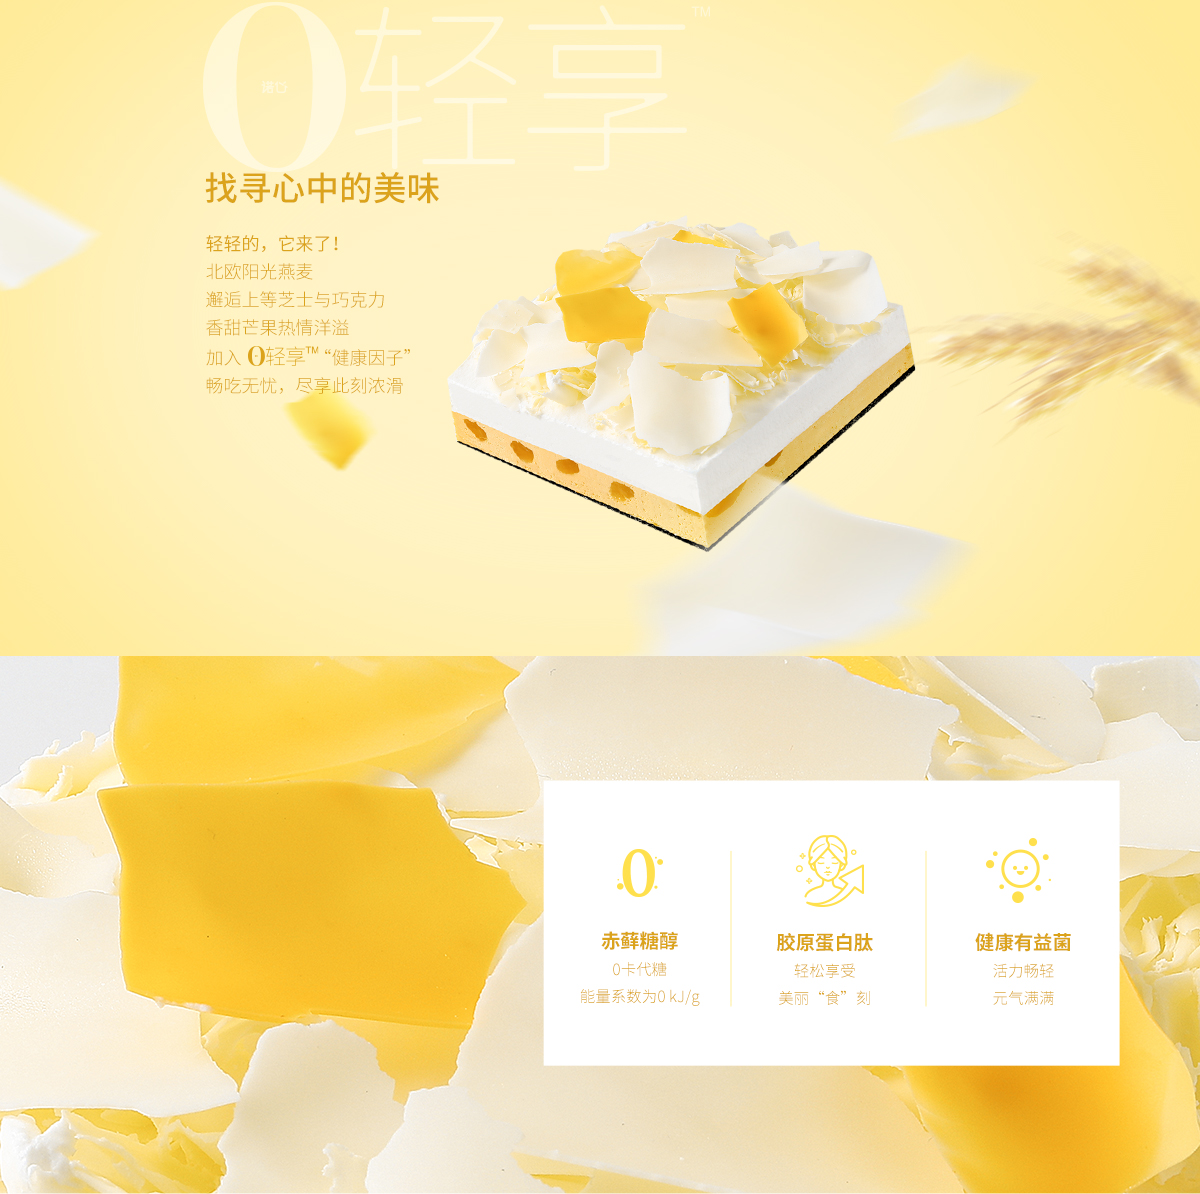 0轻享™
找寻心中的美味
轻轻的，它来了！
北欧阳光燕麦
邂逅上等芝士与巧克力
香甜芒果热情洋溢
加入 0轻享™ “健康因子”
畅吃无忧，尽享此刻浓滑
0
赤藓糖醇
0卡代糖
能量系数为0 kJ/g
胶原蛋白肽
轻松享受
美丽“食”刻
健康有益菌
活力畅轻
元气满满